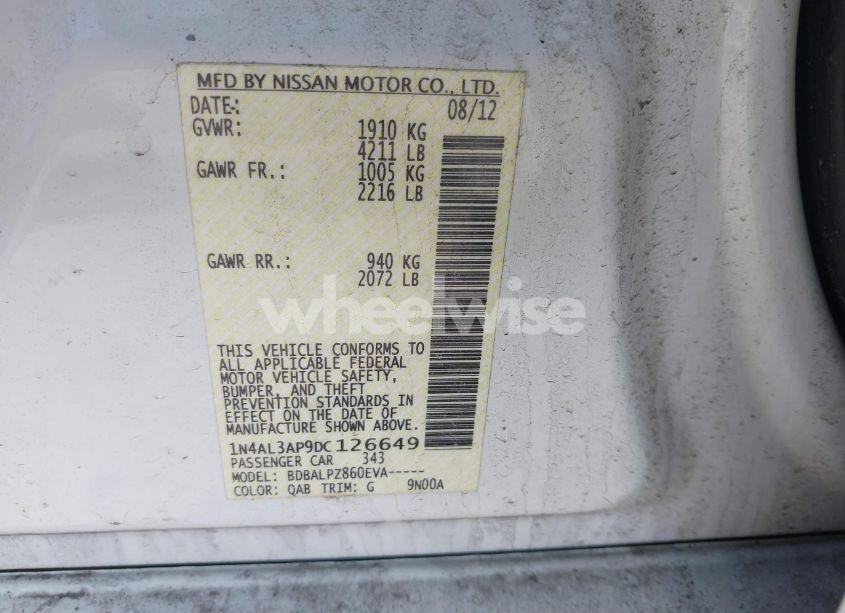 MFD BY NISSAN MOTOR CO., LTD.
DATE: 08/12
GVWR: 1910 KG
4211 LB
GAWR FR.: 1005 KG
2216 LB
GAWR RR.: 940 KG
2072 LB
wheelwise
THIS VEHICLE CONFORMS TO
ALL APPLICABLE FEDERAL
MOTOR VEHICLE SAFETY,
BUMPER, AND THEFT
PREVENTION STANDARDS IN
EFFECT ON THE DATE OF
MANUFACTURE SHOWN ABOVE.
1N4AL3AP9DC126649
PASSENGER CAR 343
MODEL: BDBALPZ860EVA-----
COLOR: QAB TRIM: G 9N00A